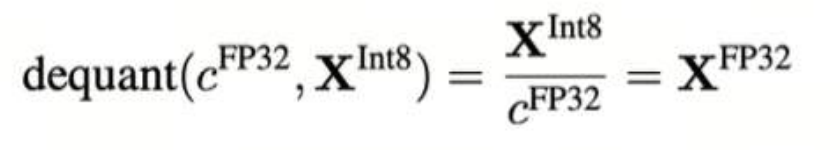 dequant(c^FP32, X^Int8) = X^Int8 / c^FP32 = X^FP32